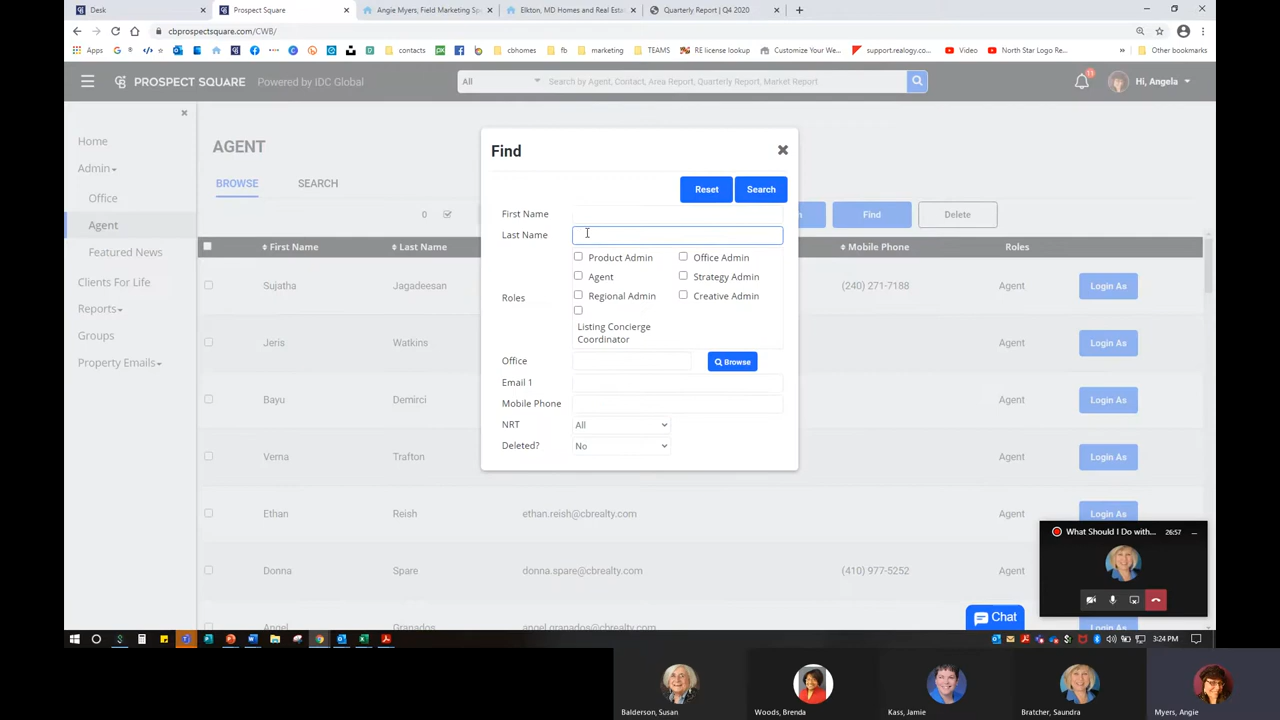 Desk
Prospect Square
Angie Myers, Field Marketing Sp
Elkton, MD Homes and Real Esta
Quarterly Report | Q4 2020
cbprospectsquare.com/CWB/
Apps
contacts
cbhomes
fb
marketing
TEAMS
RE license lookup
Customize Your We...
support.realogy.co...
Video
North Star Logo Re...
Other bookmarks
PROSPECT SQUARE
Powered by IDC Global
All
Search by Agent, Contact, Area Report, Quarterly Report, Market Report
11
Hi, Angela
Home
Admin
Office
Agent
Featured News
Clients For Life
Reports
Groups
Property Emails
AGENT
BROWSE
SEARCH
0
Find
Delete
First Name
Last Name
Mobile Phone
Roles
Sujatha
Jagadeesan
(240) 271-7188
Agent
Login As
Jeris
Watkins
Agent
Login As
Bayu
Demirci
Agent
Login As
Verna
Trafton
Agent
Login As
Ethan
Reish
ethan.reish@cbrealty.com
Agent
Login As
Donna
Spare
donna.spare@cbrealty.com
(410) 977-5252
Agent
Angel
Granados
angel.granados@cbrealty.com
Login As
Find
Reset
Search
First Name
Last Name
Product Admin
Office Admin
Agent
Strategy Admin
Roles
Regional Admin
Creative Admin
Listing Concierge
Coordinator
Office
Browse
Email 1
Mobile Phone
NRT
All
Deleted?
No
What Should I Do with...
26:57
Chat
3:24 PM
Balderson, Susan
Woods, Brenda
Kass, Jamie
Bratcher, Saundra
Myers, Angie